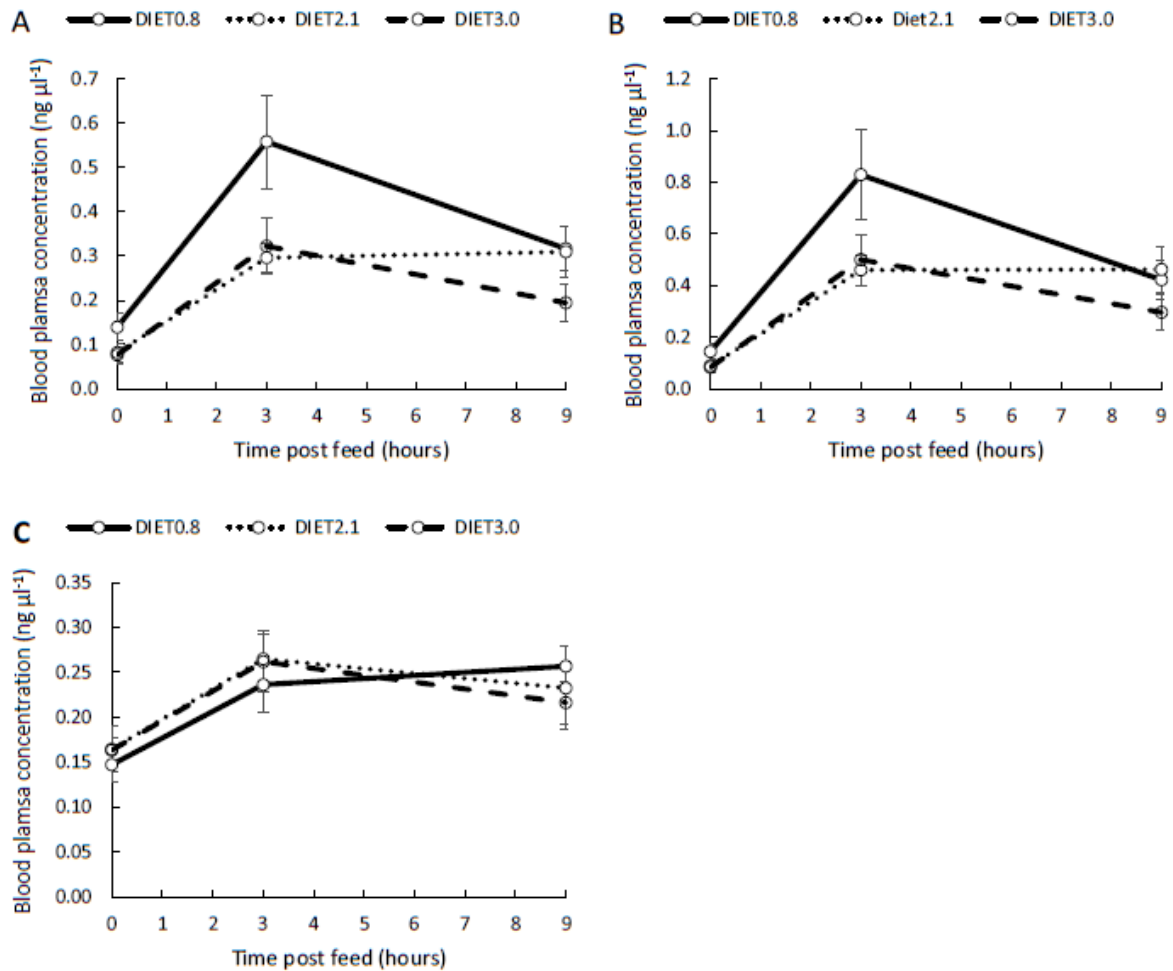 A DIET0.8 DIET2.1 DIET3.0
Blood plamsa concentration (ng µl-1)
0.7
0.6
0.5
0.4
0.3
0.2
0.1
0.0
0 1 2 3 4 5 6 7 8 9
Time post feed (hours)
B DIET0.8 Diet2.1 DIET3.0
Blood plamsa concentration (ng µl-1)
1.2
1.0
0.8
0.6
0.4
0.2
0.0
0 1 2 3 4 5 6 7 8 9
Time post feed (hours)
C DIET0.8 DIET2.1 DIET3.0
Blood plamsa concentration (ng µl-1)
0.35
0.30
0.25
0.20
0.15
0.10
0.05
0.00
0 1 2 3 4 5 6 7 8 9
Time post feed (hours)